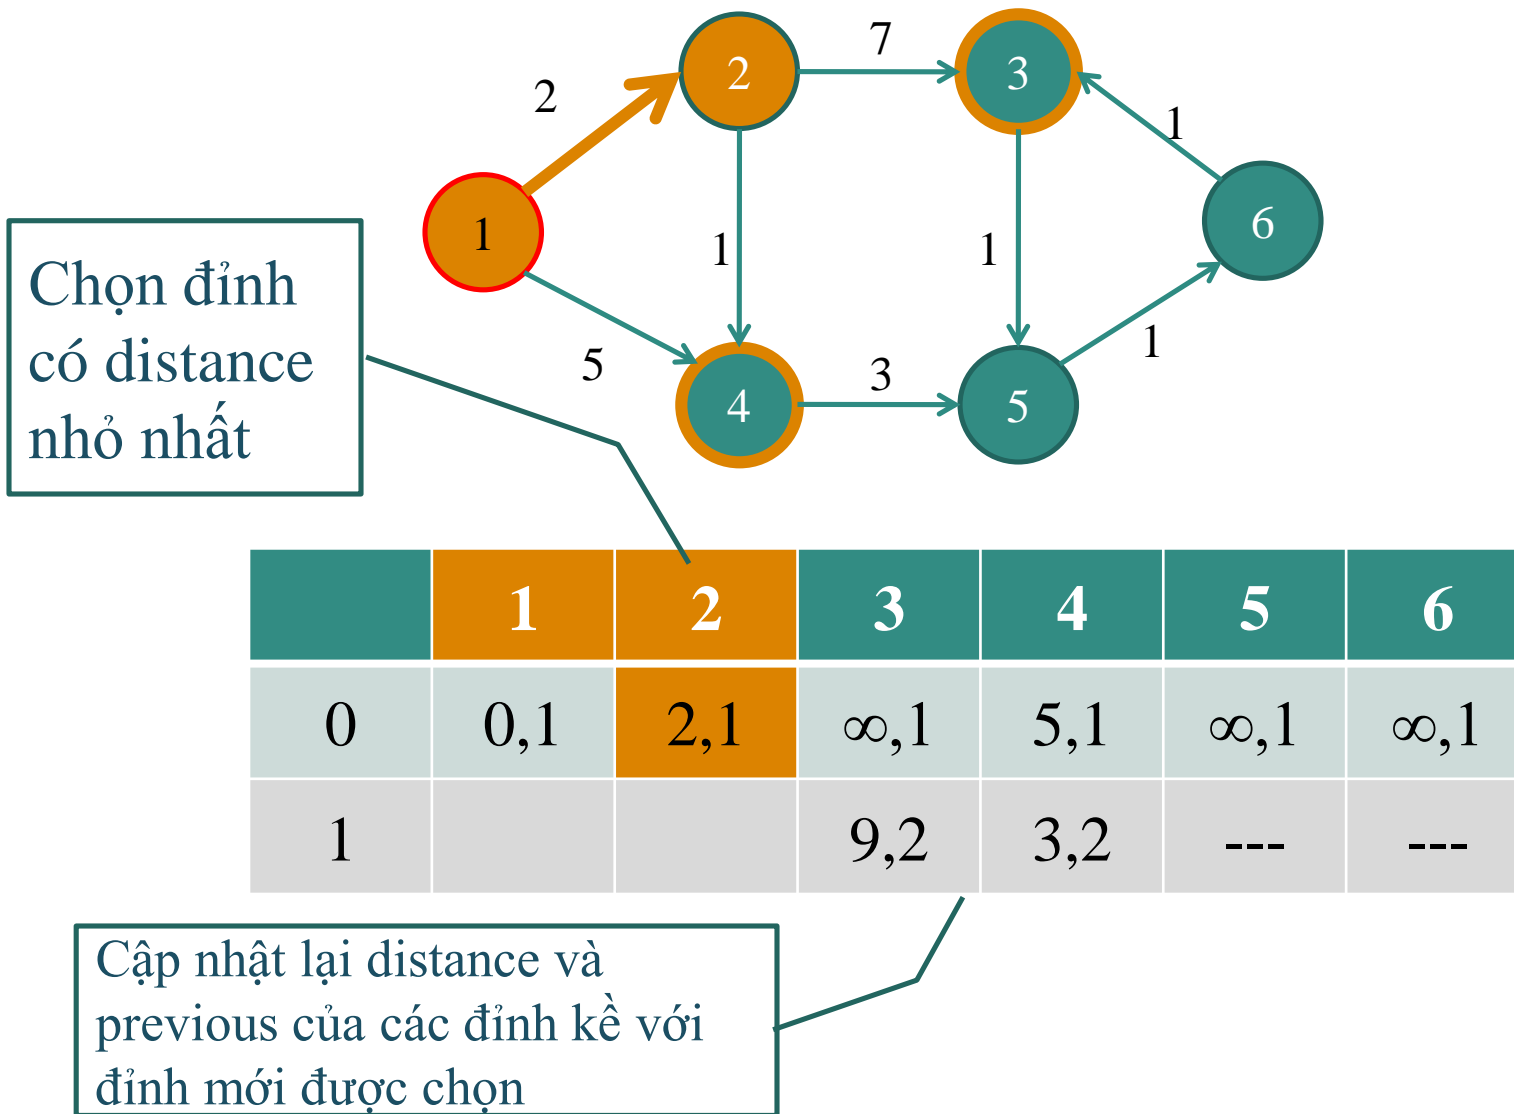 7
2
3
2
1
1
6
1
1
1
5
3
4
5
Chọn đỉnh
có distance
nhỏ nhất
1 2 3 4 5 6
0 0,1 2,1 ∞,1 5,1 ∞,1 ∞,1
1 9,2 3,2 --- ---
Cập nhật lại distance và
previous của các đỉnh kề với
đỉnh mới được chọn